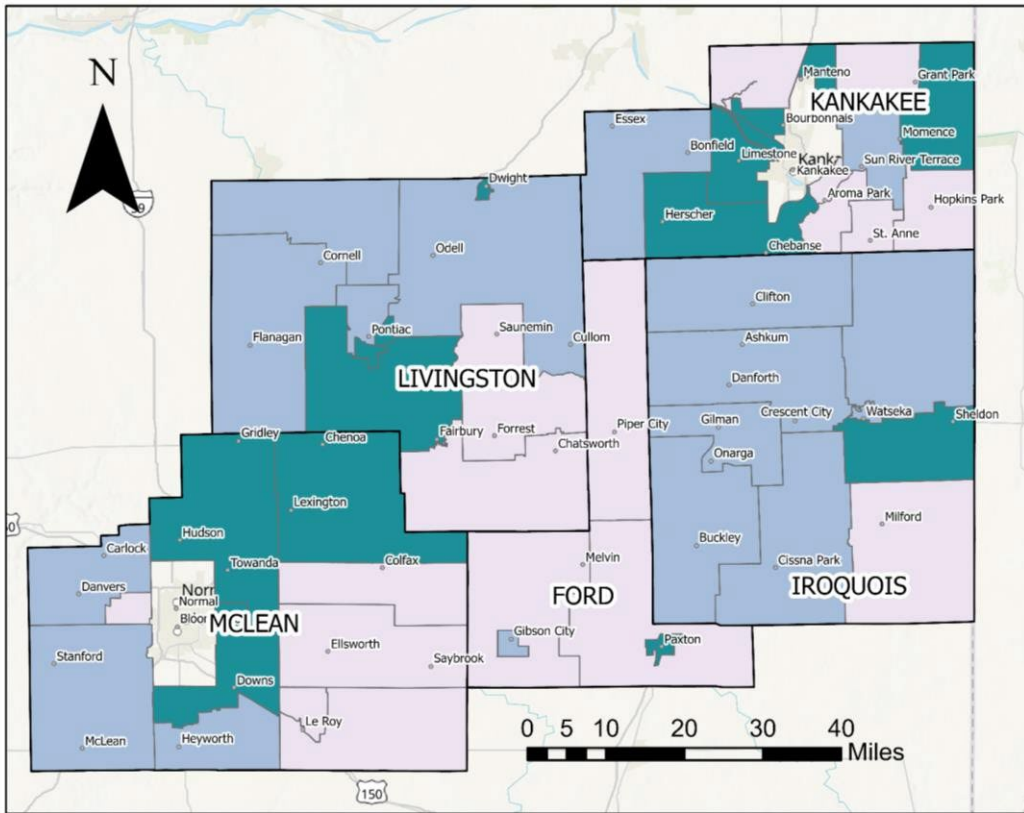 N
Manteno
Grant Park
KANKAKEE
Essex
Bourbonnais
Momence
Bonfield
Limestone
Sun River Terrace
Kankakee
Dwight
Aroma Park
Hopkins Park
Herscher
St. Anne
Chebanse
Cornell
Odell
Clifton
Pontiac
Saunemin
Flanagan
Cullom
Ashkum
LIVINGSTON
Danforth
Crescent City
Watseka
Sheldon
Gilman
Piper City
Gridley
Chenoa
Fairbury
Forrest
Chatsworth
Onarga
Lexington
Milford
Hudson
Buckley
Carlock
Towanda
Colfax
Melvin
Cissna Park
Danvers
IROQUOIS
Normal
FORD
MCLEAN
Gibson City
Paxton
Stanford
Ellsworth
Saybrook
Downs
Le Roy
McLean
Heyworth
0 5 10 20 30 40
Miles
150